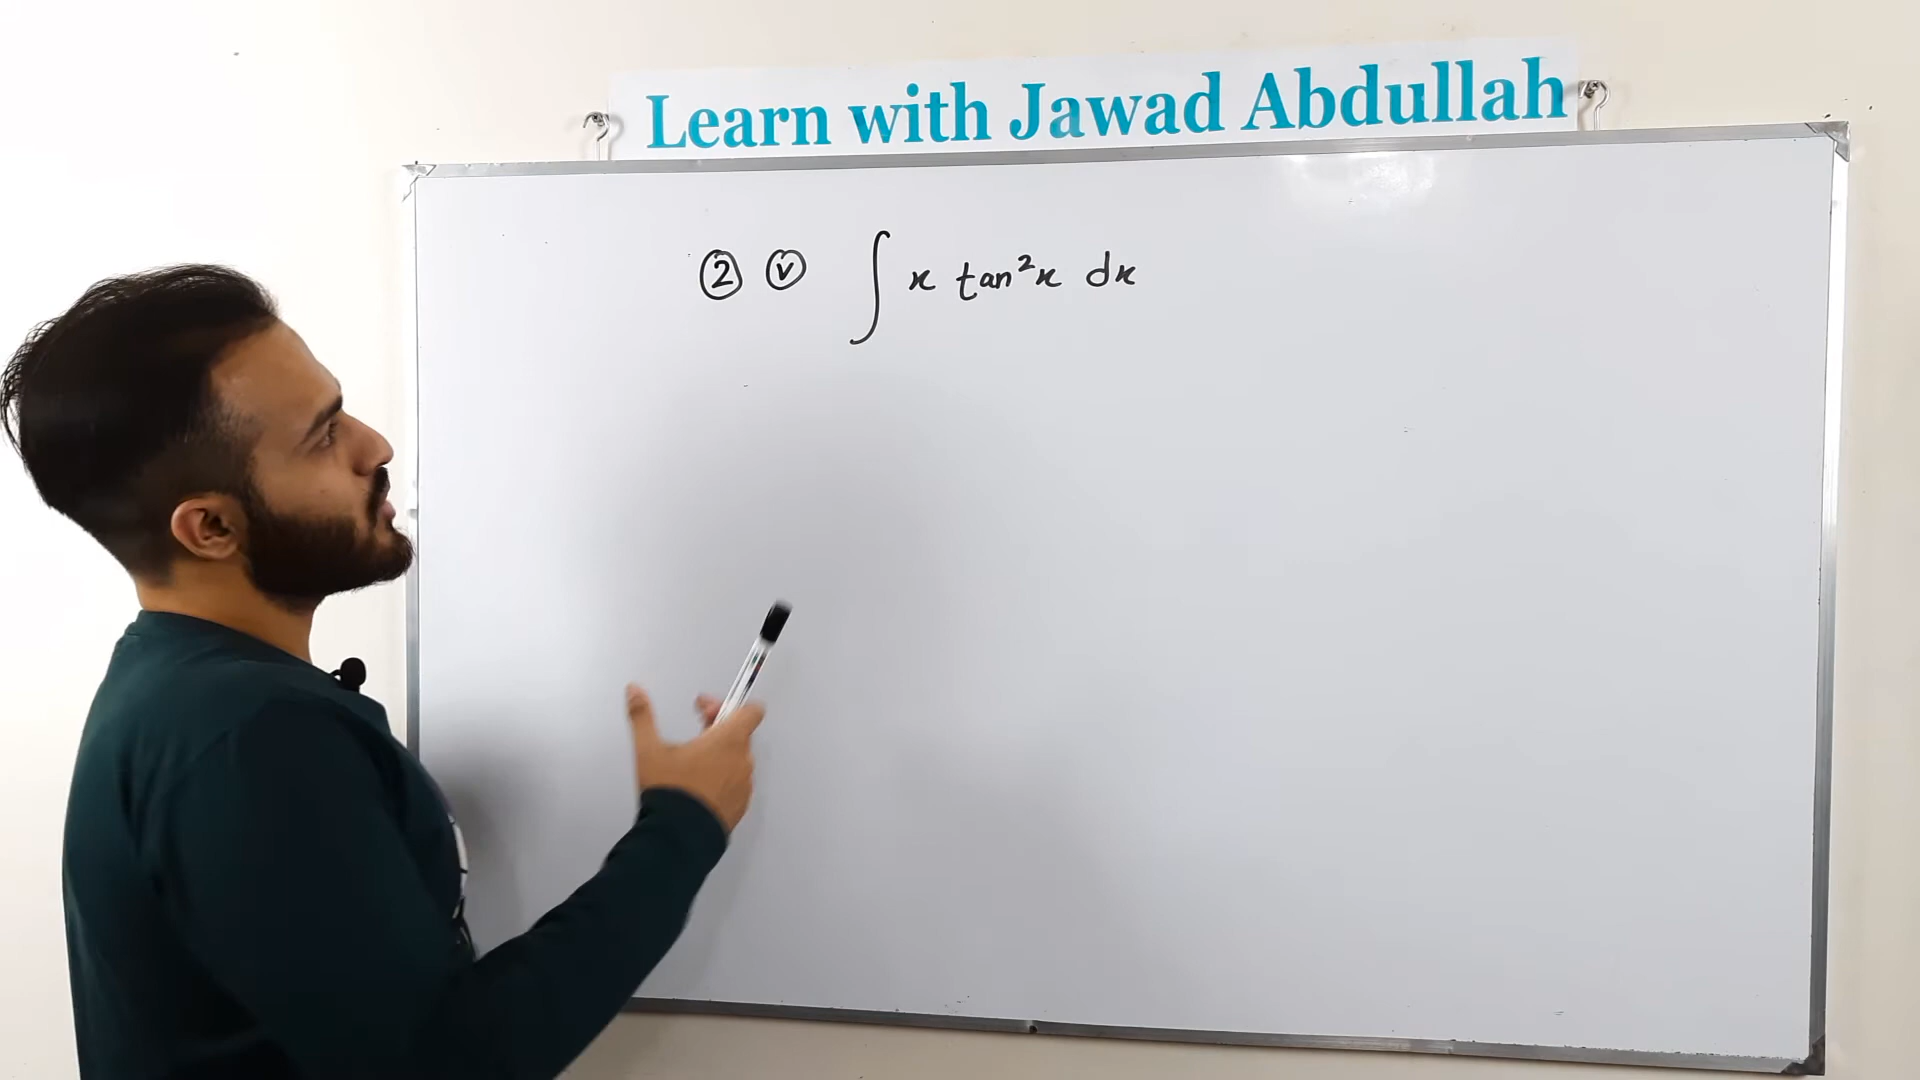 Learn with Jawad Abdullah
② ⓥ ∫ x tan²x dx